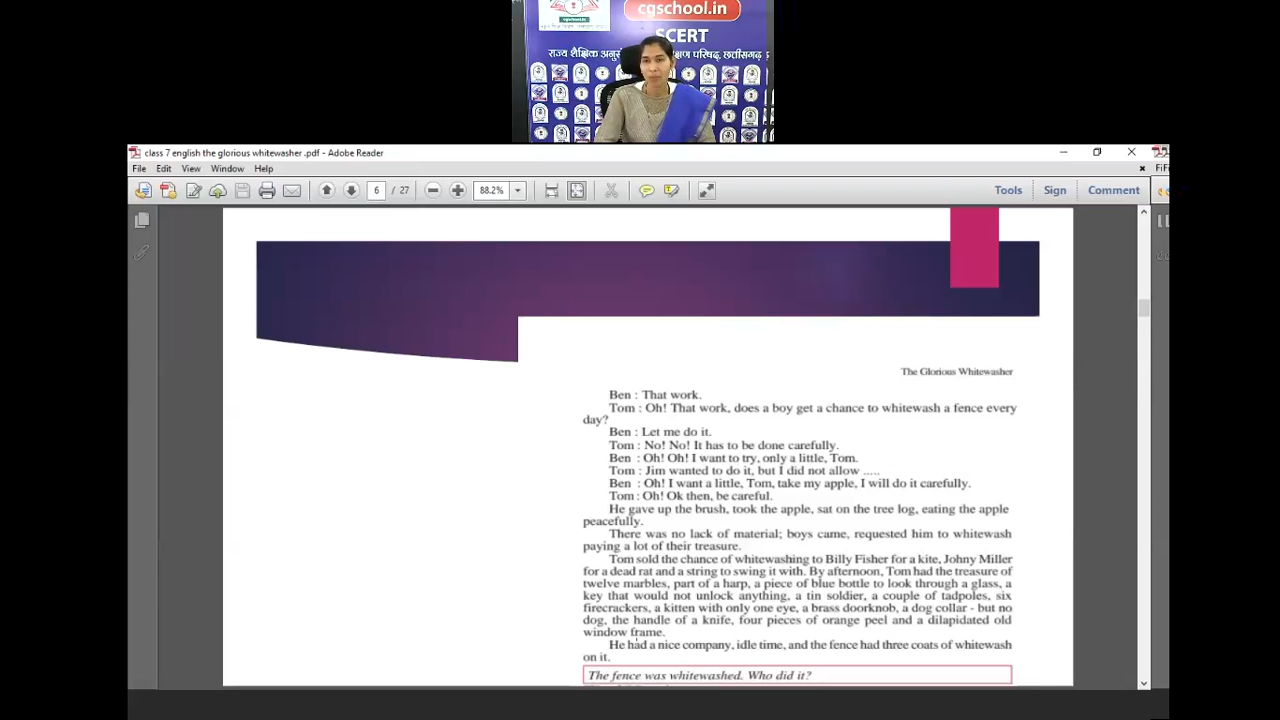 cgschool.in
SCERT
class 7 english the glorious whitewasher .pdf - Adobe Reader
File Edit View Window Help
6 / 27 88.2% Tools Sign Comment
The Glorious Whitewasher
Ben : That work.
Tom : Oh! That work, does a boy get a chance to whitewash a fence every
day?
Ben : Let me do it.
Tom : No! No! It has to be done carefully.
Ben : Oh! Oh! I want to try, only a little, Tom.
Tom : Jim wanted to do it, but I did not allow .....
Ben : Oh! I want a little, Tom, take my apple, I will do it carefully.
Tom : Oh! Ok then, be careful.
He gave up the brush, took the apple, sat on the tree log, eating the apple
peacefully.
There was no lack of material; boys came, requested him to whitewash
paying a lot of their treasure.
Tom sold the chance of whitewashing to Billy Fisher for a kite, Johny Miller
for a dead rat and a string to swing it with. By afternoon, Tom had the treasure of
twelve marbles, part of a harp, a piece of blue bottle to look through a glass, a
key that would not unlock anything, a tin soldier, a couple of tadpoles, six
firecrackers, a kitten with only one eye, a brass doorknob, a dog collar - but no
dog, the handle of a knife, four pieces of orange peel and a dilapidated old
window frame.
He had a nice company, idle time, and the fence had three coats of whitewash
on it.
The fence was whitewashed. Who did it?